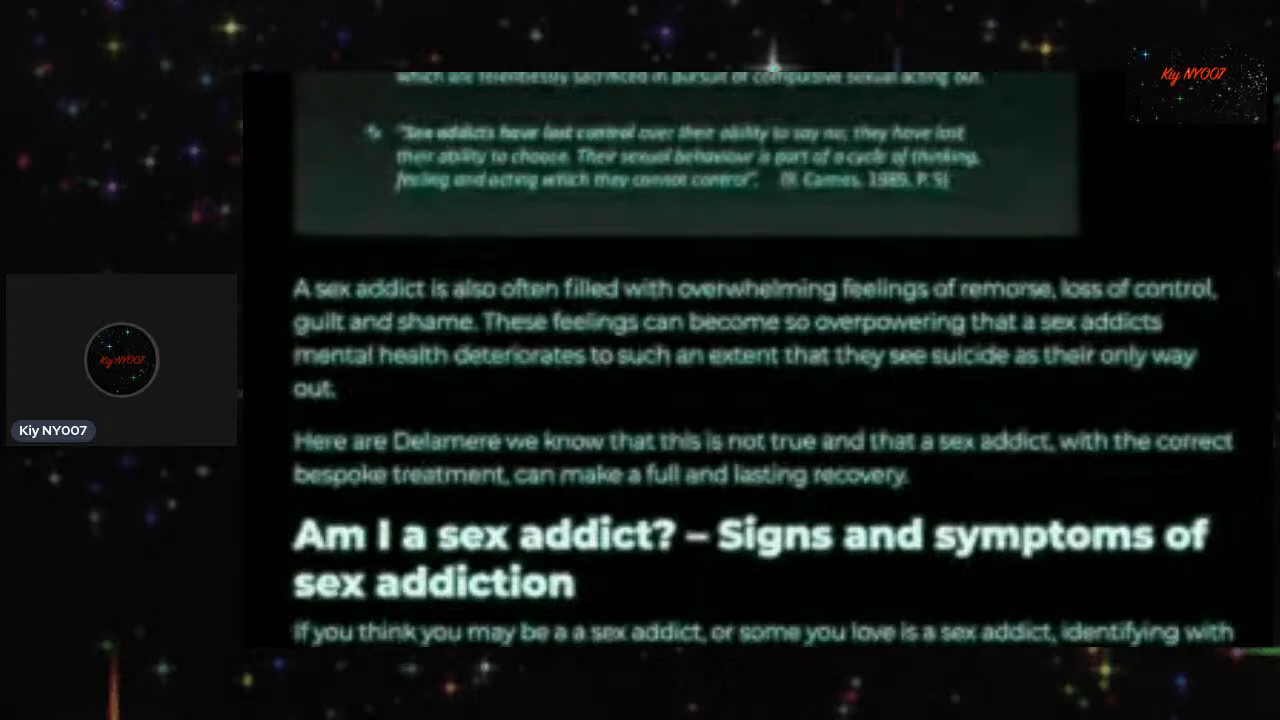 which are relentlessly sacrificed in pursuit of compulsive sexual acting out.
Kiy NY007
"Sex addicts have lost control over their ability to say no; they have lost
their ability to choose. Their sexual behaviour is part of a cycle of thinking,
feeling and acting which they cannot control". (P. Carnes, 1985, P. 5)
A sex addict is also often filled with overwhelming feelings of remorse, loss of control,
guilt and shame. These feelings can become so overpowering that a sex addicts
mental health deteriorates to such an extent that they see suicide as their only way
out.
Kiy NY007
Kiy NY007
Here are Delamere we know that this is not true and that a sex addict, with the correct
bespoke treatment, can make a full and lasting recovery.
Am I a sex addict? – Signs and symptoms of
sex addiction
If you think you may be a a sex addict, or some you love is a sex addict, identifying with